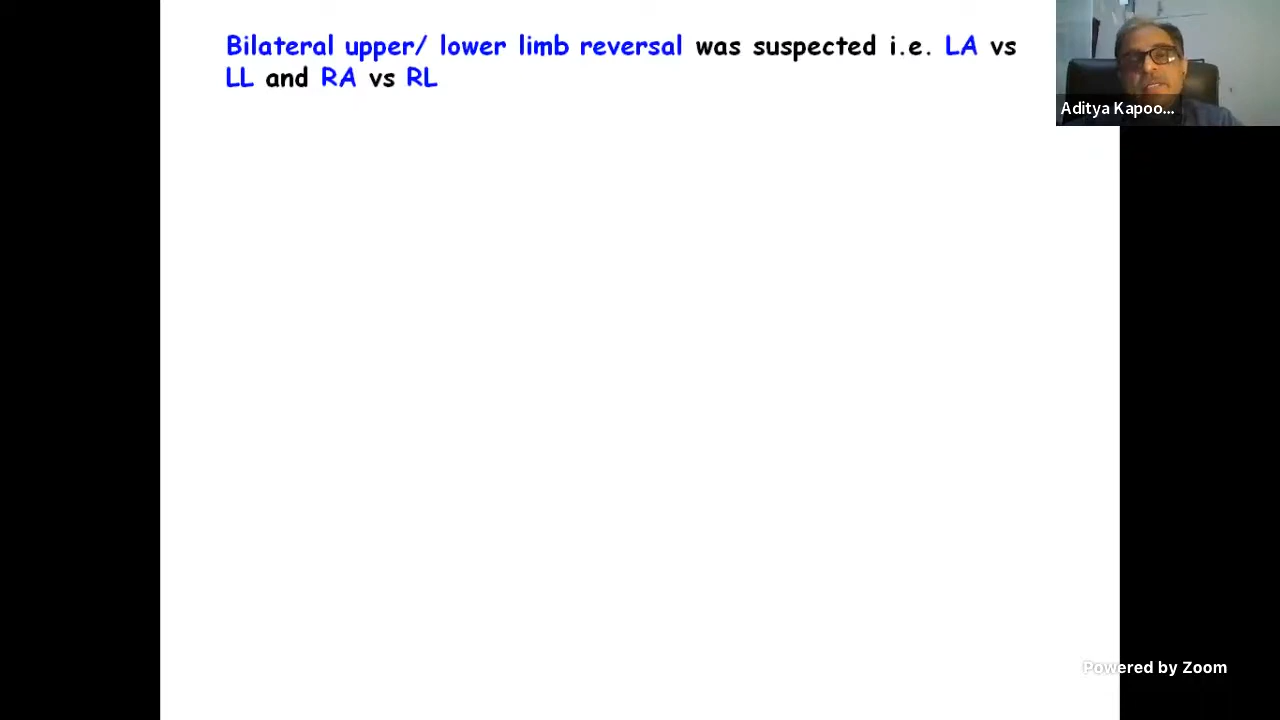 Bilateral upper/ lower limb reversal was suspected i.e. LA vs
LL and RA vs RL
Aditya Kapoo...
Powered by Zoom